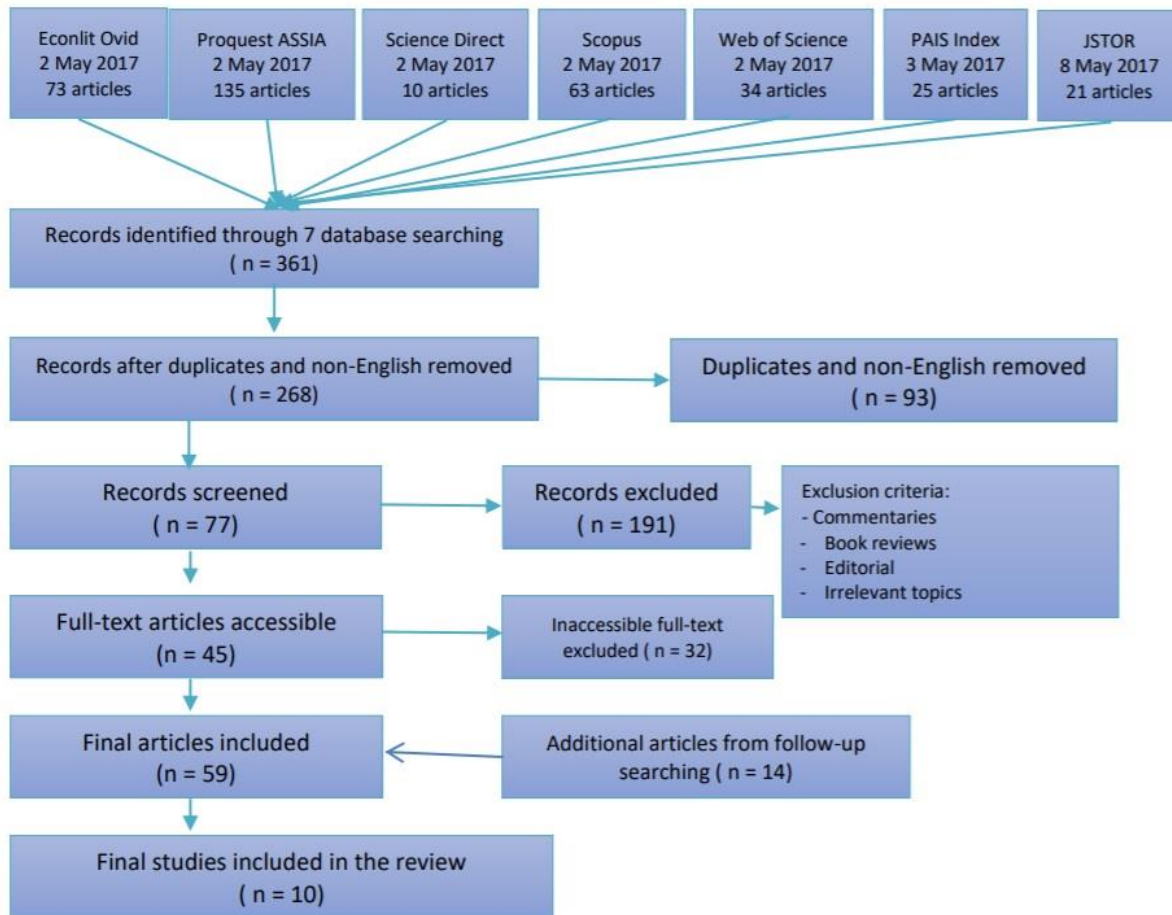 Econlit Ovid
2 May 2017
73 articles
Proquest ASSIA
2 May 2017
135 articles
Science Direct
2 May 2017
10 articles
Scopus
2 May 2017
63 articles
Web of Science
2 May 2017
34 articles
PAIS Index
3 May 2017
25 articles
JSTOR
8 May 2017
21 articles
Records identified through 7 database searching
( n = 361)
Records after duplicates and non-English removed
( n = 268)
Duplicates and non-English removed
( n = 93)
Records screened
( n = 77)
Records excluded
( n = 191)
Exclusion criteria:
- Commentaries
- Book reviews
- Editorial
- Irrelevant topics
Full-text articles accessible
(n = 45)
Inaccessible full-text
excluded ( n = 32)
Final articles included
(n = 59)
Additional articles from follow-up
searching ( n = 14)
Final studies included in the review
( n = 10)